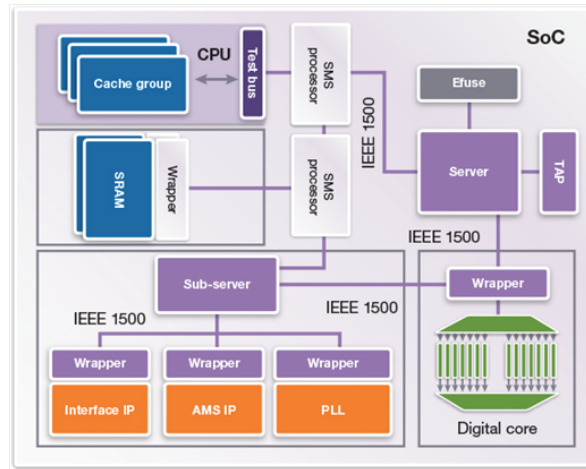 SoC
CPU
Cache group
Test bus
SMS
processor
Efuse
IEEE 1500
Server
TAP
SRAM
Wrapper
SMS
processor
IEEE 1500
Sub-server
Wrapper
IEEE 1500
IEEE 1500
Wrapper
Wrapper
Wrapper
Interface IP
AMS IP
PLL
Digital core